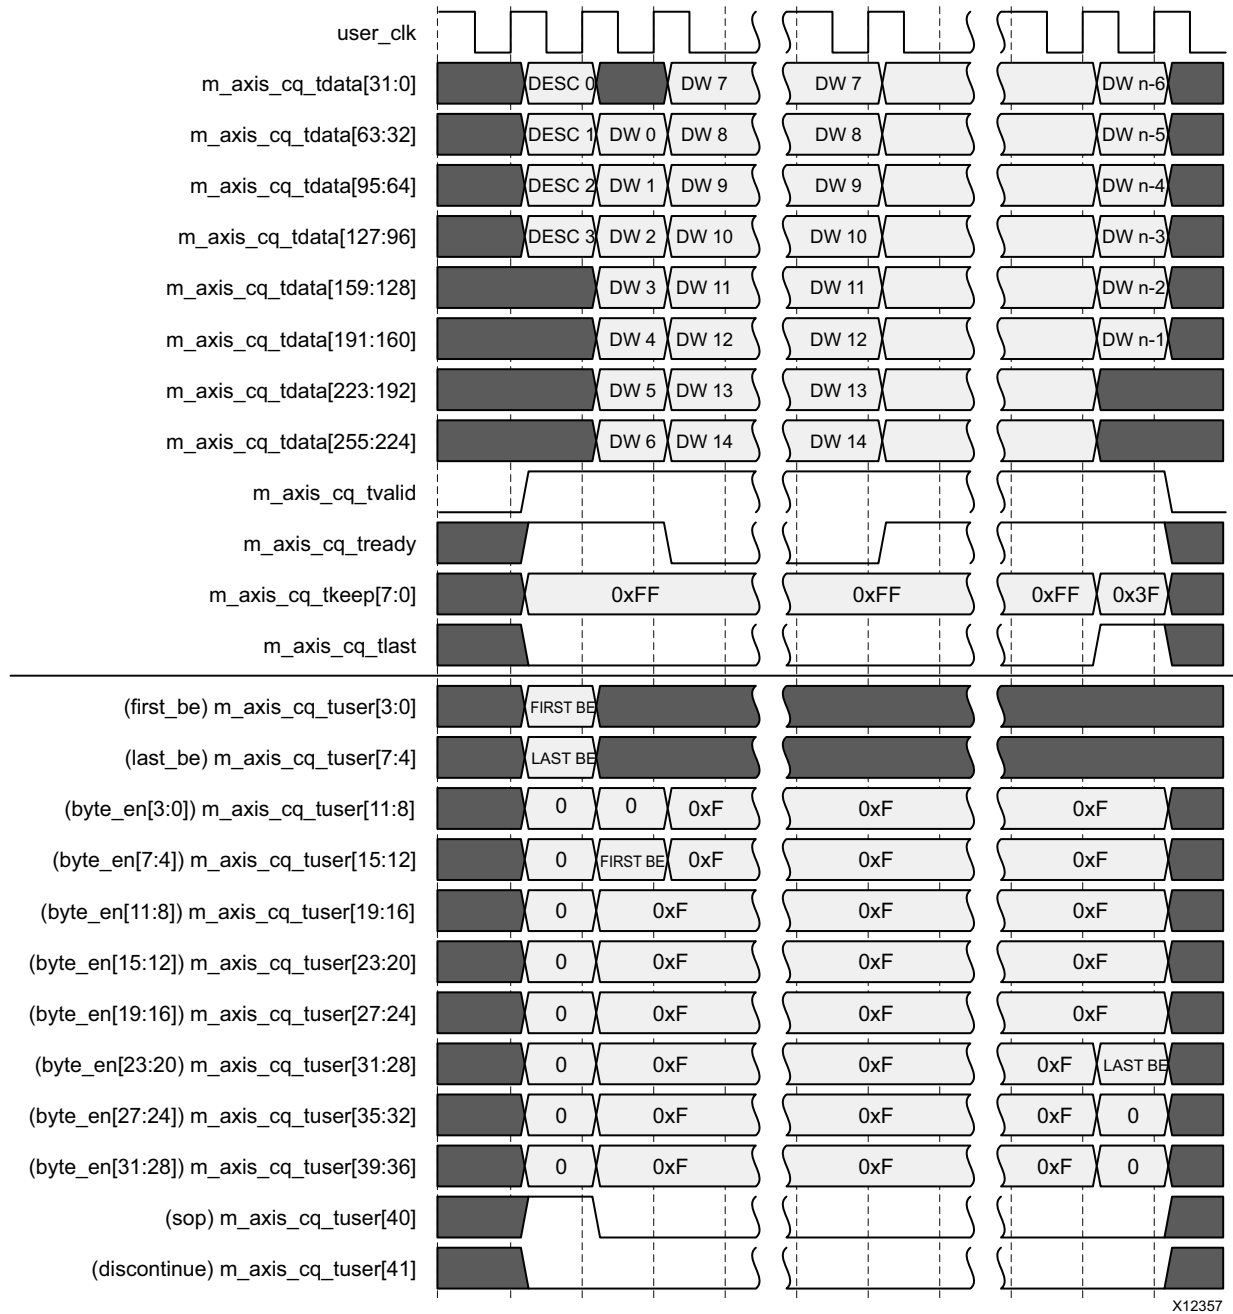 user_clk
m_axis_cq_tdata[31:0] DESC 0 DW 7 DW 7 DW n-6
m_axis_cq_tdata[63:32] DESC 1 DW 0 DW 8 DW 8 DW n-5
m_axis_cq_tdata[95:64] DESC 2 DW 1 DW 9 DW 9 DW n-4
m_axis_cq_tdata[127:96] DESC 3 DW 2 DW 10 DW 10 DW n-3
m_axis_cq_tdata[159:128] DW 3 DW 11 DW 11 DW n-2
m_axis_cq_tdata[191:160] DW 4 DW 12 DW 12 DW n-1
m_axis_cq_tdata[223:192] DW 5 DW 13 DW 13
m_axis_cq_tdata[255:224] DW 6 DW 14 DW 14
m_axis_cq_tvalid
m_axis_cq_tready
m_axis_cq_tkeep[7:0] 0xFF 0xFF 0xFF 0x3F
m_axis_cq_tlast
(first_be) m_axis_cq_tuser[3:0] FIRST BE
(last_be) m_axis_cq_tuser[7:4] LAST BE
(byte_en[3:0]) m_axis_cq_tuser[11:8] 0 0 0xF 0xF 0xF
(byte_en[7:4]) m_axis_cq_tuser[15:12] 0 FIRST BE 0xF 0xF 0xF
(byte_en[11:8]) m_axis_cq_tuser[19:16] 0 0xF 0xF 0xF
(byte_en[15:12]) m_axis_cq_tuser[23:20] 0 0xF 0xF 0xF
(byte_en[19:16]) m_axis_cq_tuser[27:24] 0 0xF 0xF 0xF
(byte_en[23:20) m_axis_cq_tuser[31:28] 0 0xF 0xF 0xF LAST BE
(byte_en[27:24]) m_axis_cq_tuser[35:32] 0 0xF 0xF 0xF 0
(byte_en[31:28]) m_axis_cq_tuser[39:36] 0 0xF 0xF 0xF 0
(sop) m_axis_cq_tuser[40]
(discontinue) m_axis_cq_tuser[41]
X12357